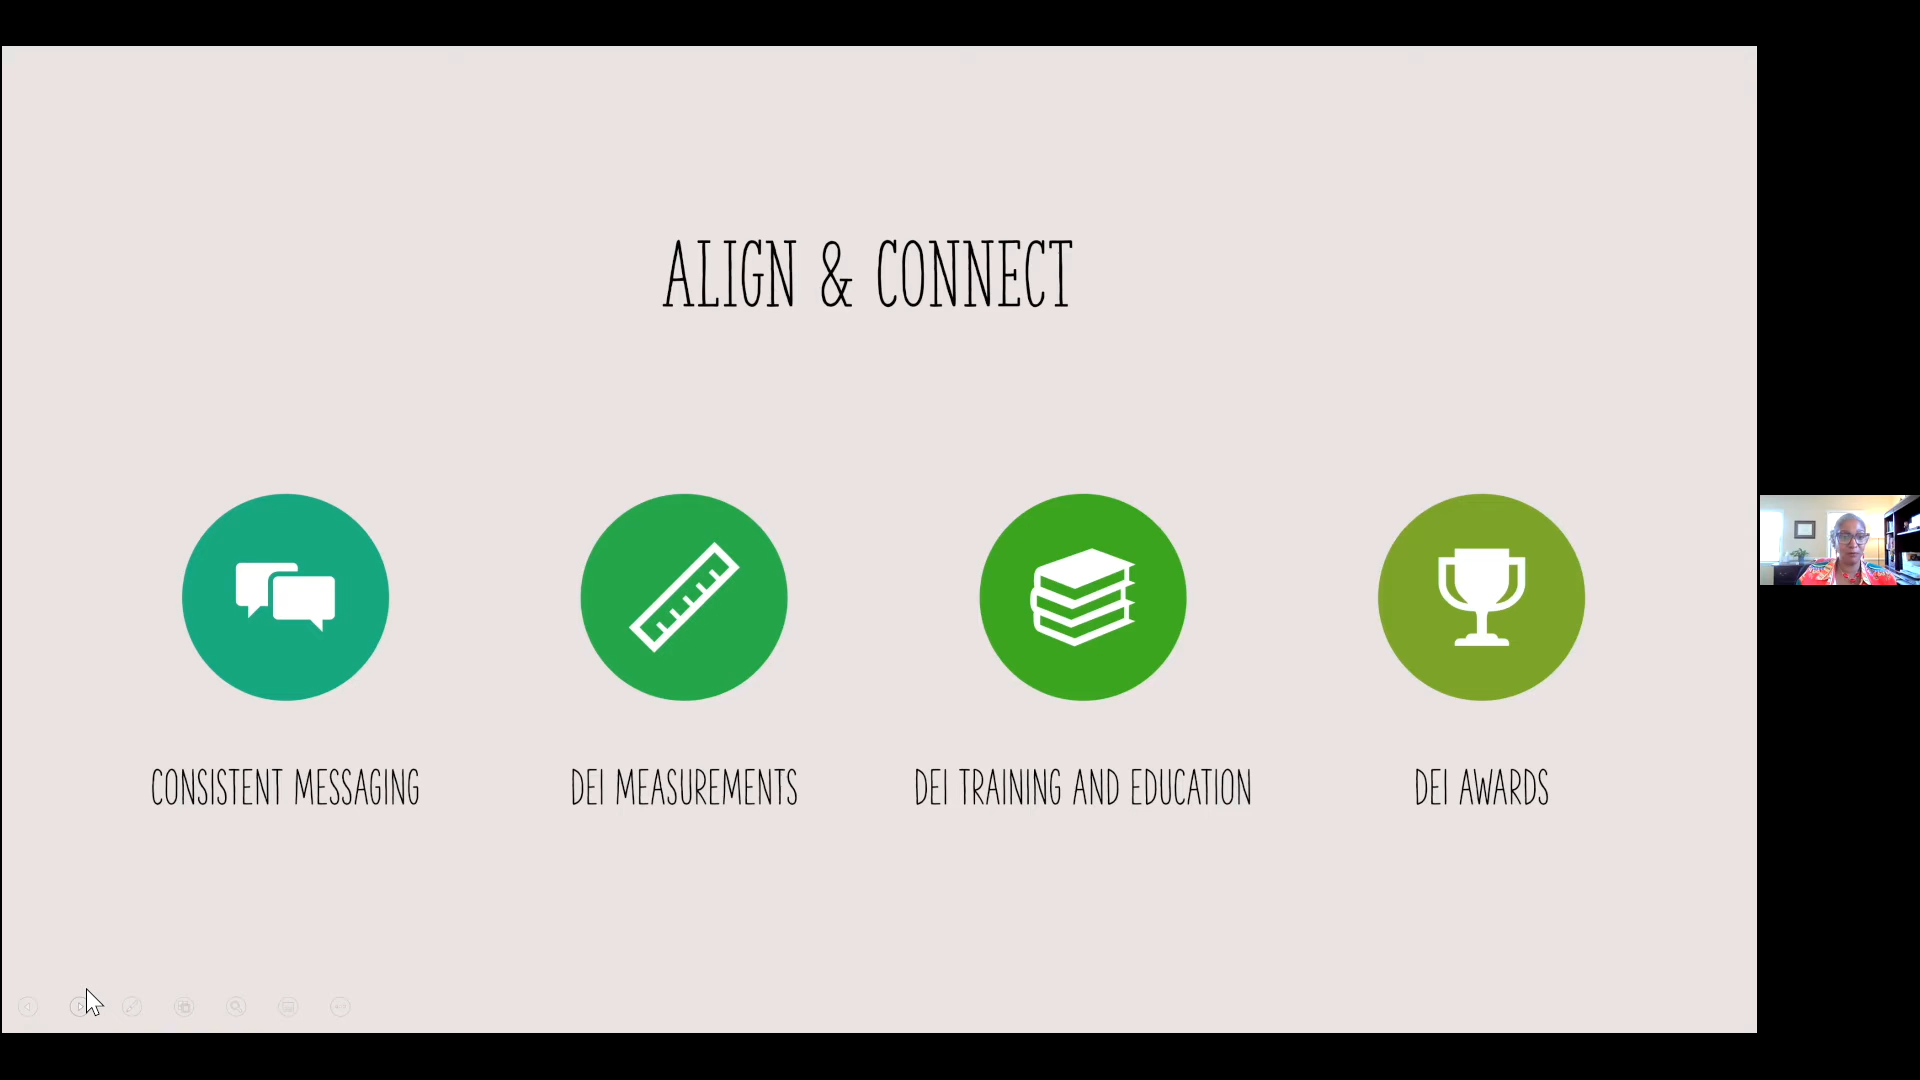 ALIGN & CONNECT
CONSISTENT MESSAGING
DEI MEASUREMENTS
DEI TRAINING AND EDUCATION
DEI AWARDS